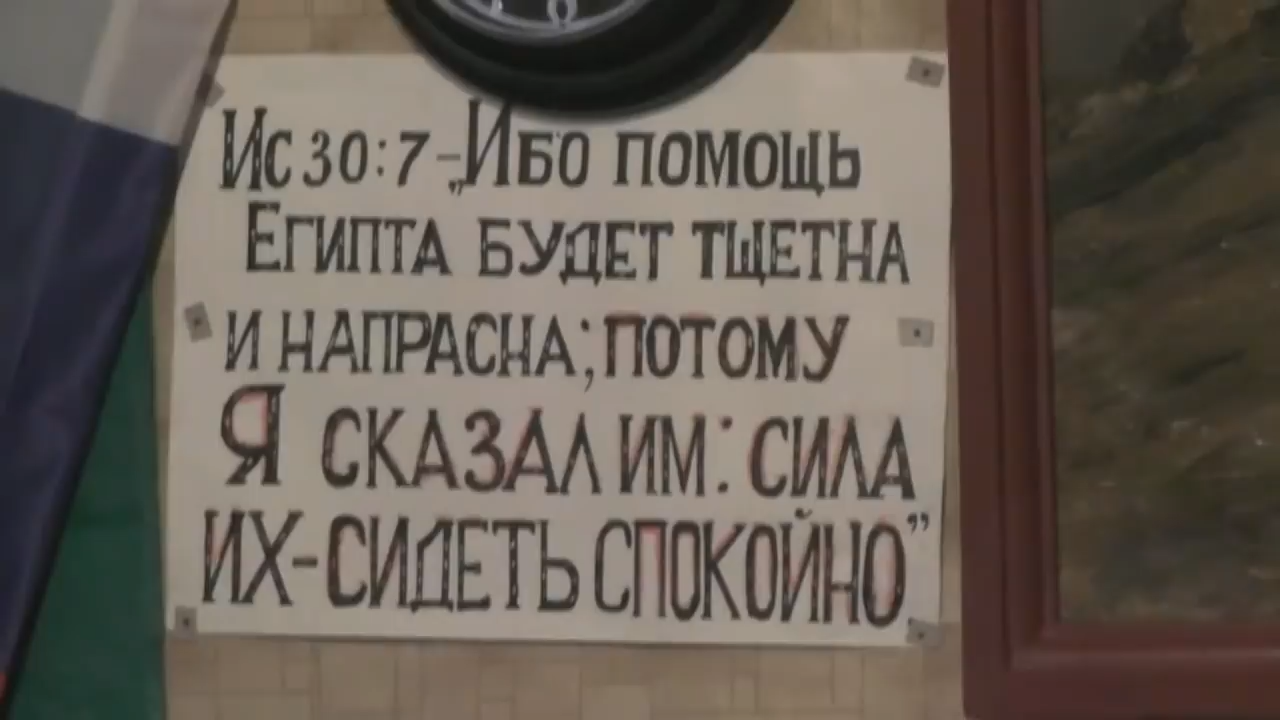 Ис 30:7 - „Ибо помощь
Египта будет тщетна
и напрасна; потому
Я сказал им: сила
их - сидеть спокойно”